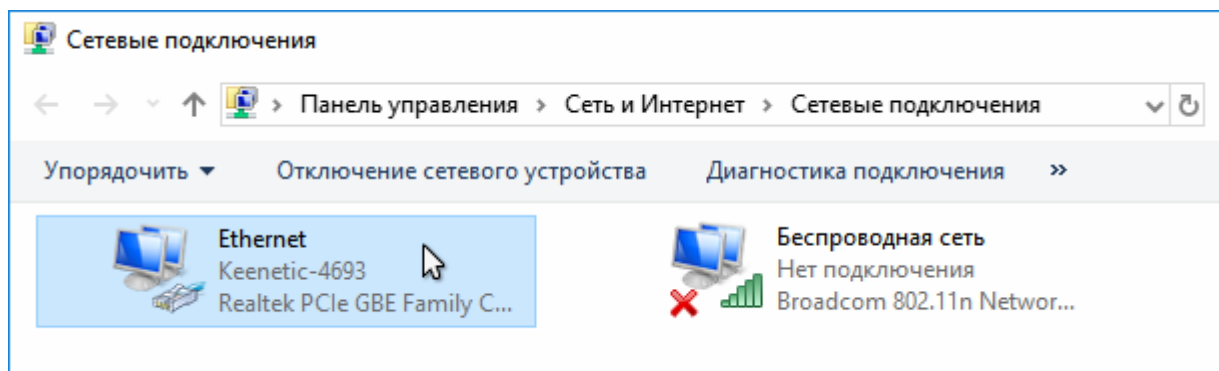 Сетевые подключения
Панель управления > Сеть и Интернет > Сетевые подключения
Упорядочить Отключение сетевого устройства Диагностика подключения »
Ethernet
Keenetic-4693
Realtek PCIe GBE Family C...
Беспроводная сеть
Нет подключения
Broadcom 802.11n Networ...